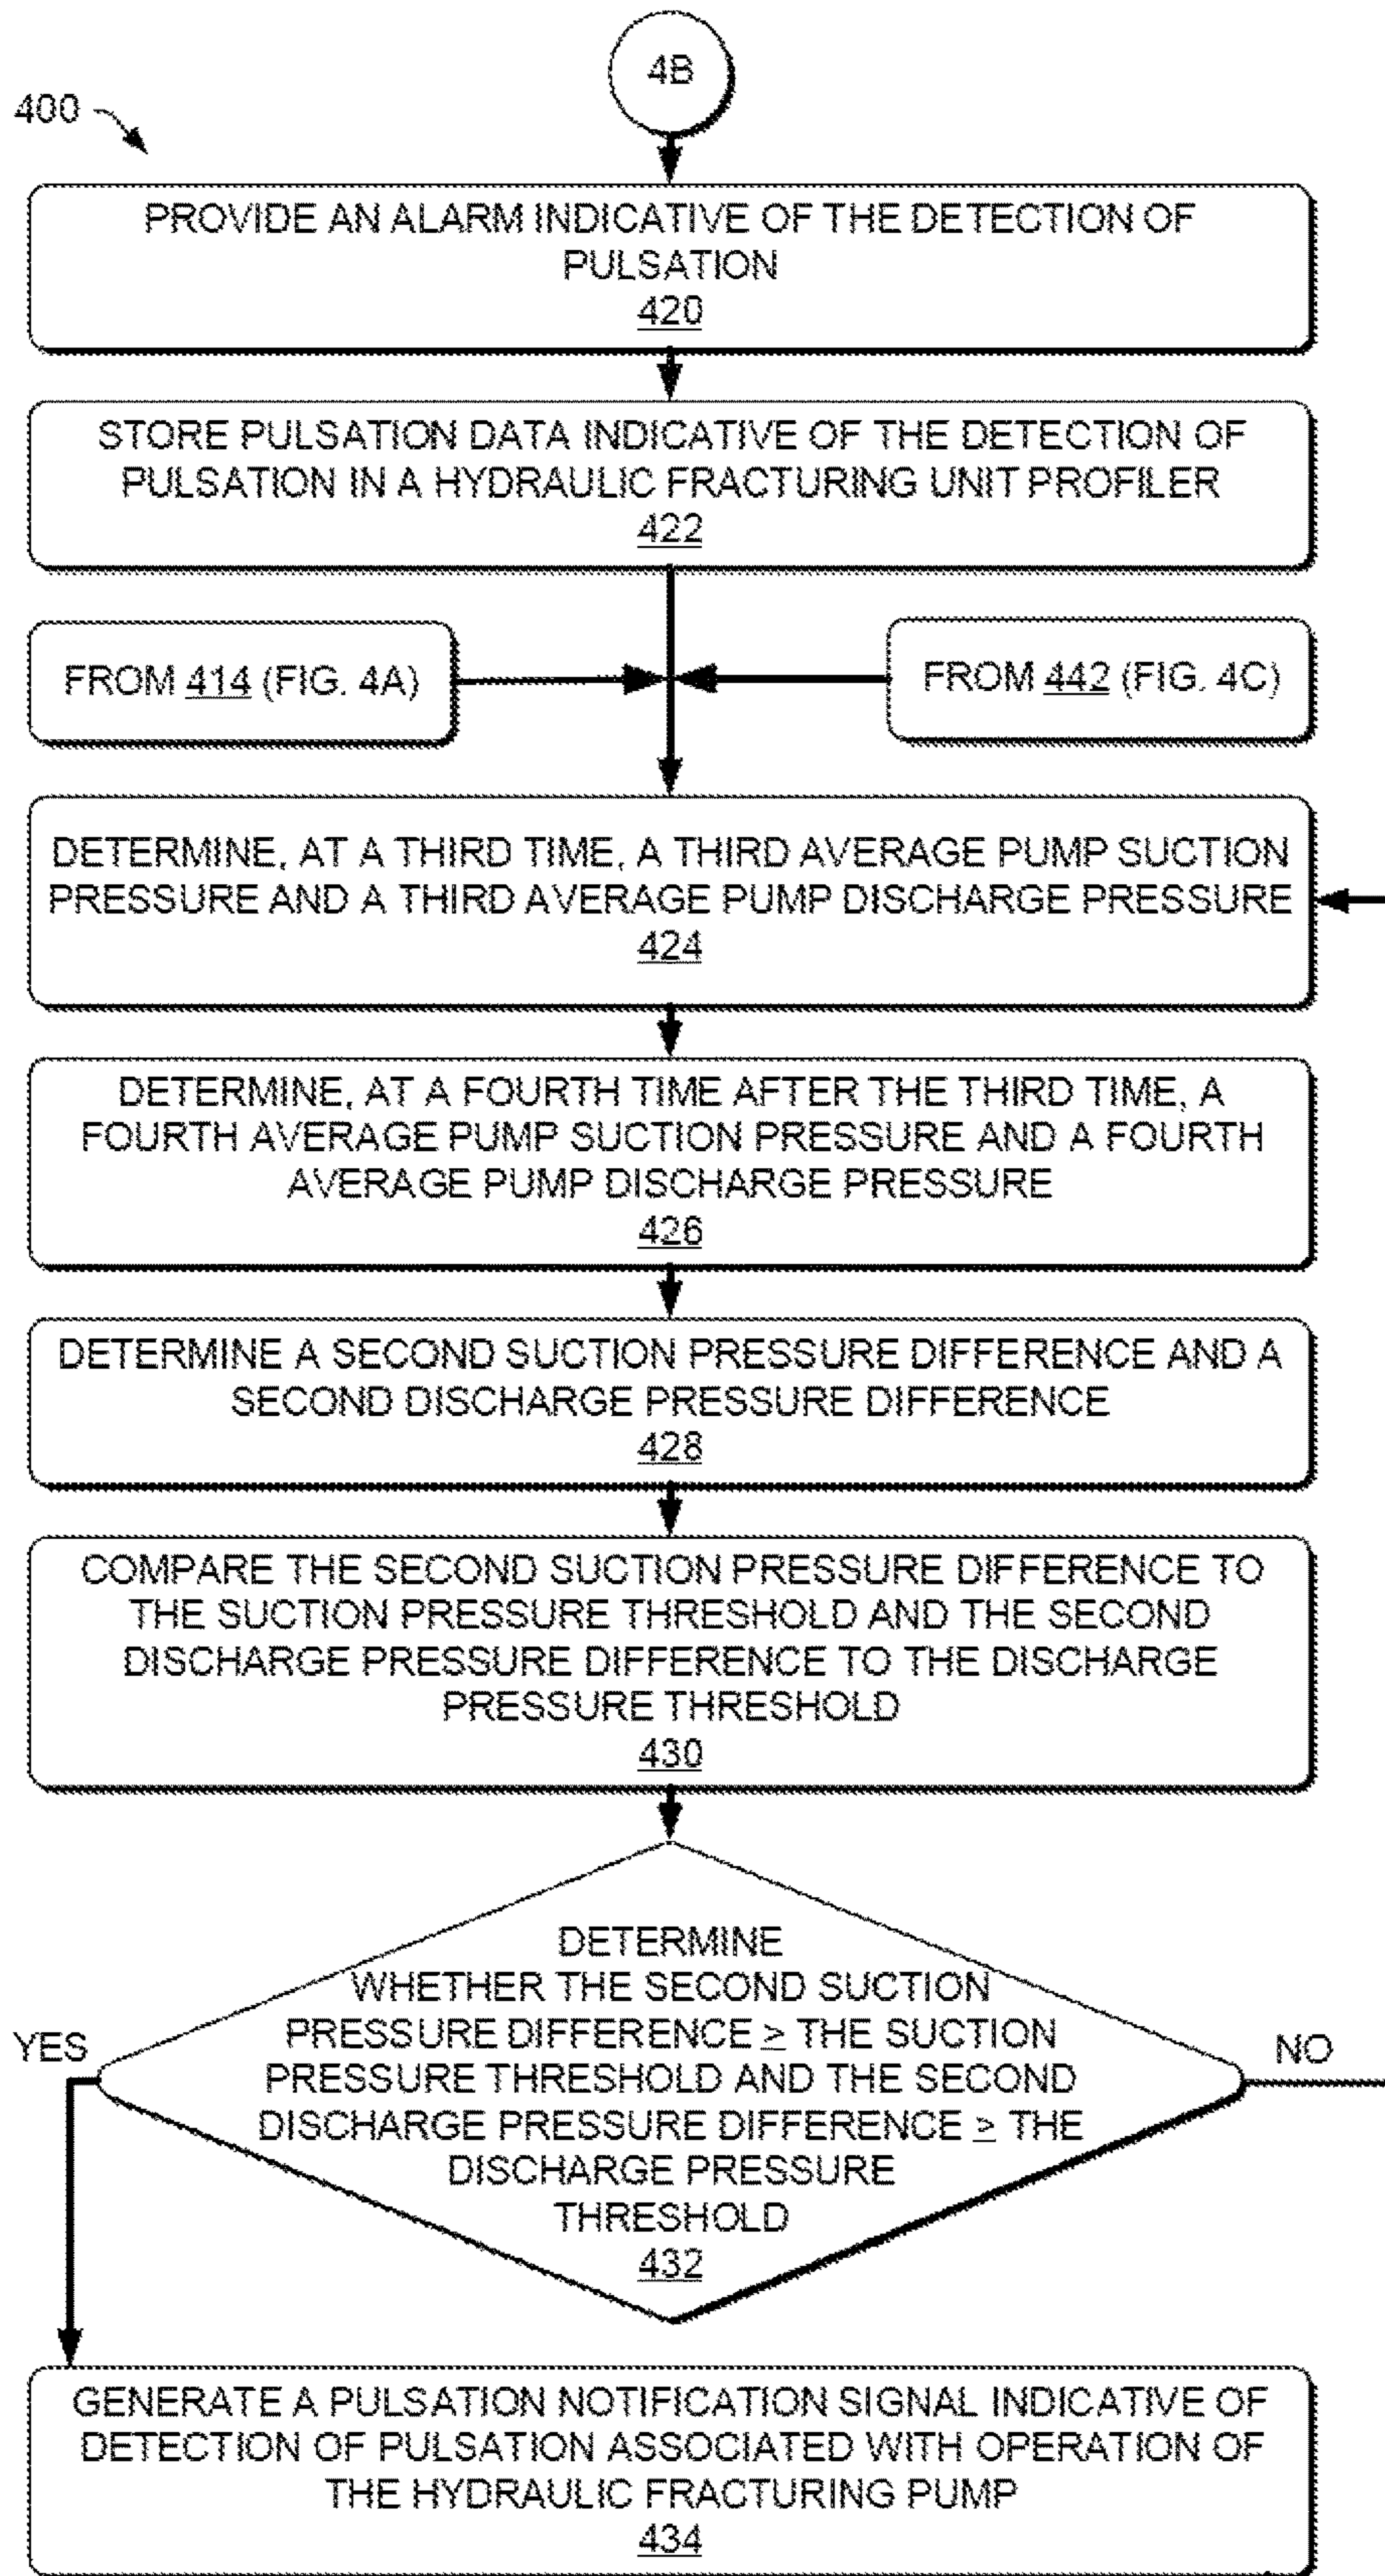 4B
400
PROVIDE AN ALARM INDICATIVE OF THE DETECTION OF
PULSATION
420
STORE PULSATION DATA INDICATIVE OF THE DETECTION OF
PULSATION IN A HYDRAULIC FRACTURING UNIT PROFILER
422
FROM 414 (FIG. 4A)
FROM 442 (FIG. 4C)
DETERMINE, AT A THIRD TIME, A THIRD AVERAGE PUMP SUCTION
PRESSURE AND A THIRD AVERAGE PUMP DISCHARGE PRESSURE
424
DETERMINE, AT A FOURTH TIME AFTER THE THIRD TIME, A
FOURTH AVERAGE PUMP SUCTION PRESSURE AND A FOURTH
AVERAGE PUMP DISCHARGE PRESSURE
426
DETERMINE A SECOND SUCTION PRESSURE DIFFERENCE AND A
SECOND DISCHARGE PRESSURE DIFFERENCE
428
COMPARE THE SECOND SUCTION PRESSURE DIFFERENCE TO
THE SUCTION PRESSURE THRESHOLD AND THE SECOND
DISCHARGE PRESSURE DIFFERENCE TO THE DISCHARGE
PRESSURE THRESHOLD
430
DETERMINE
WHETHER THE SECOND SUCTION
PRESSURE DIFFERENCE ≥ THE SUCTION
PRESSURE THRESHOLD AND THE SECOND
DISCHARGE PRESSURE DIFFERENCE ≥ THE
DISCHARGE PRESSURE
THRESHOLD
432
YES
NO
GENERATE A PULSATION NOTIFICATION SIGNAL INDICATIVE OF
DETECTION OF PULSATION ASSOCIATED WITH OPERATION OF
THE HYDRAULIC FRACTURING PUMP
434